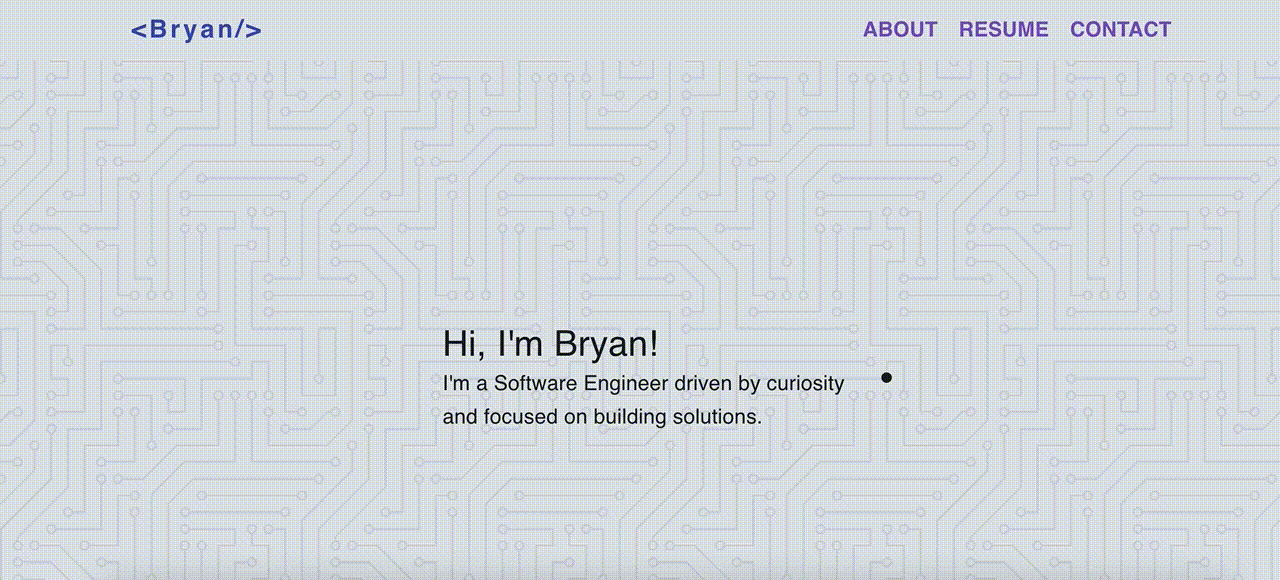 <Bryan/>
ABOUT RESUME CONTACT
Hi, I'm Bryan!
I'm a Software Engineer driven by curiosity
and focused on building solutions.